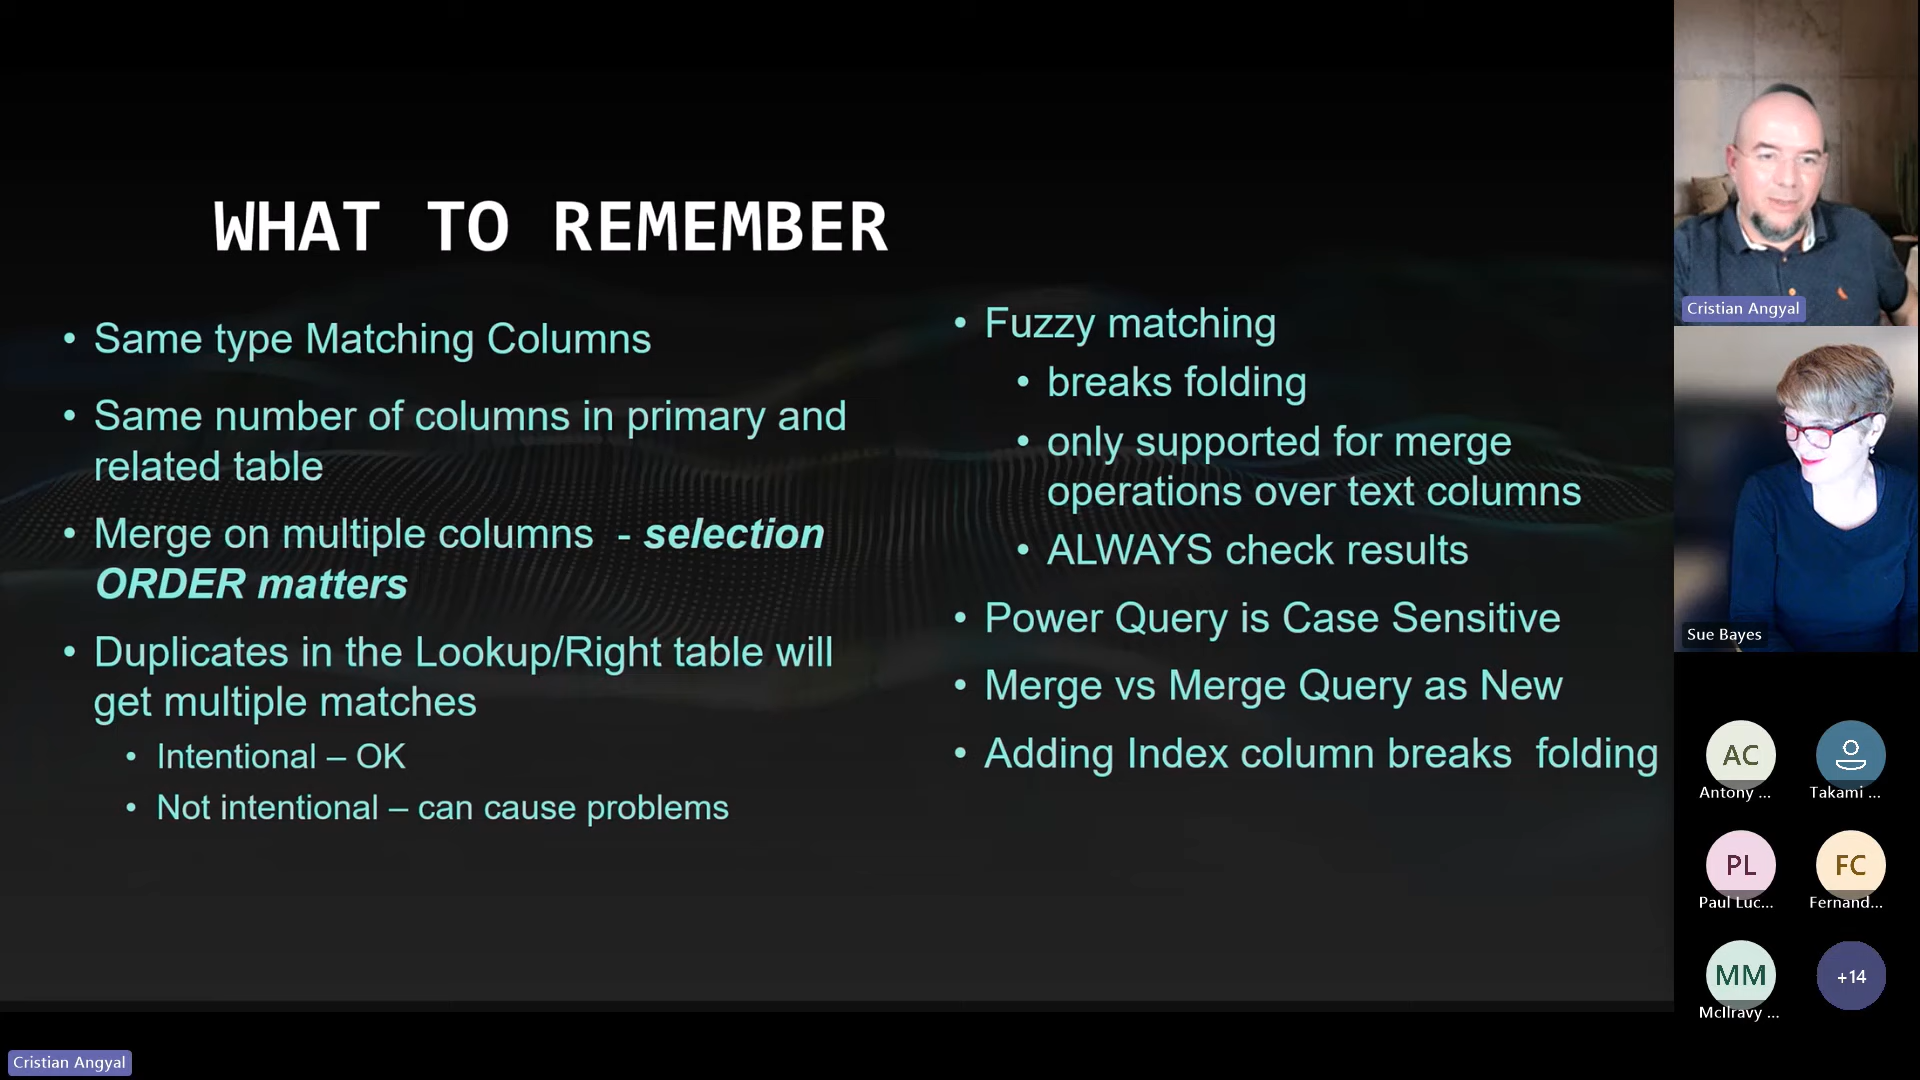 WHAT TO REMEMBER
• Same type Matching Columns
• Same number of columns in primary and
related table
• Merge on multiple columns - selection
ORDER matters
• Duplicates in the Lookup/Right table will
get multiple matches
• Intentional – OK
• Not intentional – can cause problems
• Fuzzy matching
• breaks folding
• only supported for merge
operations over text columns
• ALWAYS check results
• Power Query is Case Sensitive
• Merge vs Merge Query as New
• Adding Index column breaks folding
Cristian Angyal
Sue Bayes
AC
Antony ...
Takami ...
PL
Paul Luc...
FC
Fernand...
MM
McIlravy ...
+14
Cristian Angyal